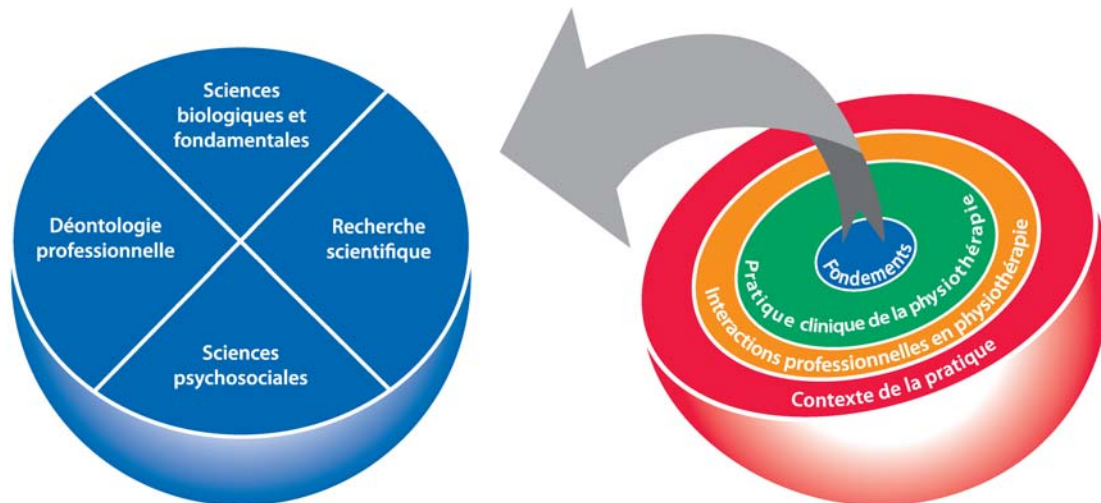 Sciences
biologiques et
fondamentales
Déontologie
professionnelle
Recherche
scientifique
Sciences
psychosociales
Fondements
Pratique clinique de la physiothérapie
Interactions professionnelles en physiothérapie
Contexte de la pratique